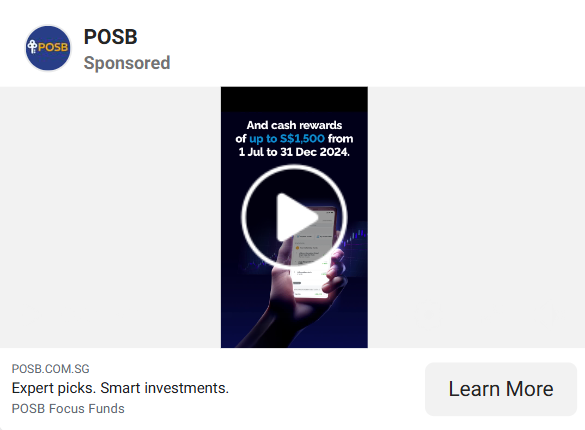 POSB
POSB
Sponsored
And cash rewards
of up to S$1,500 from
1 Jul to 31 Dec 2024.
POSB.COM.SG
Expert picks. Smart investments.
POSB Focus Funds
Learn More